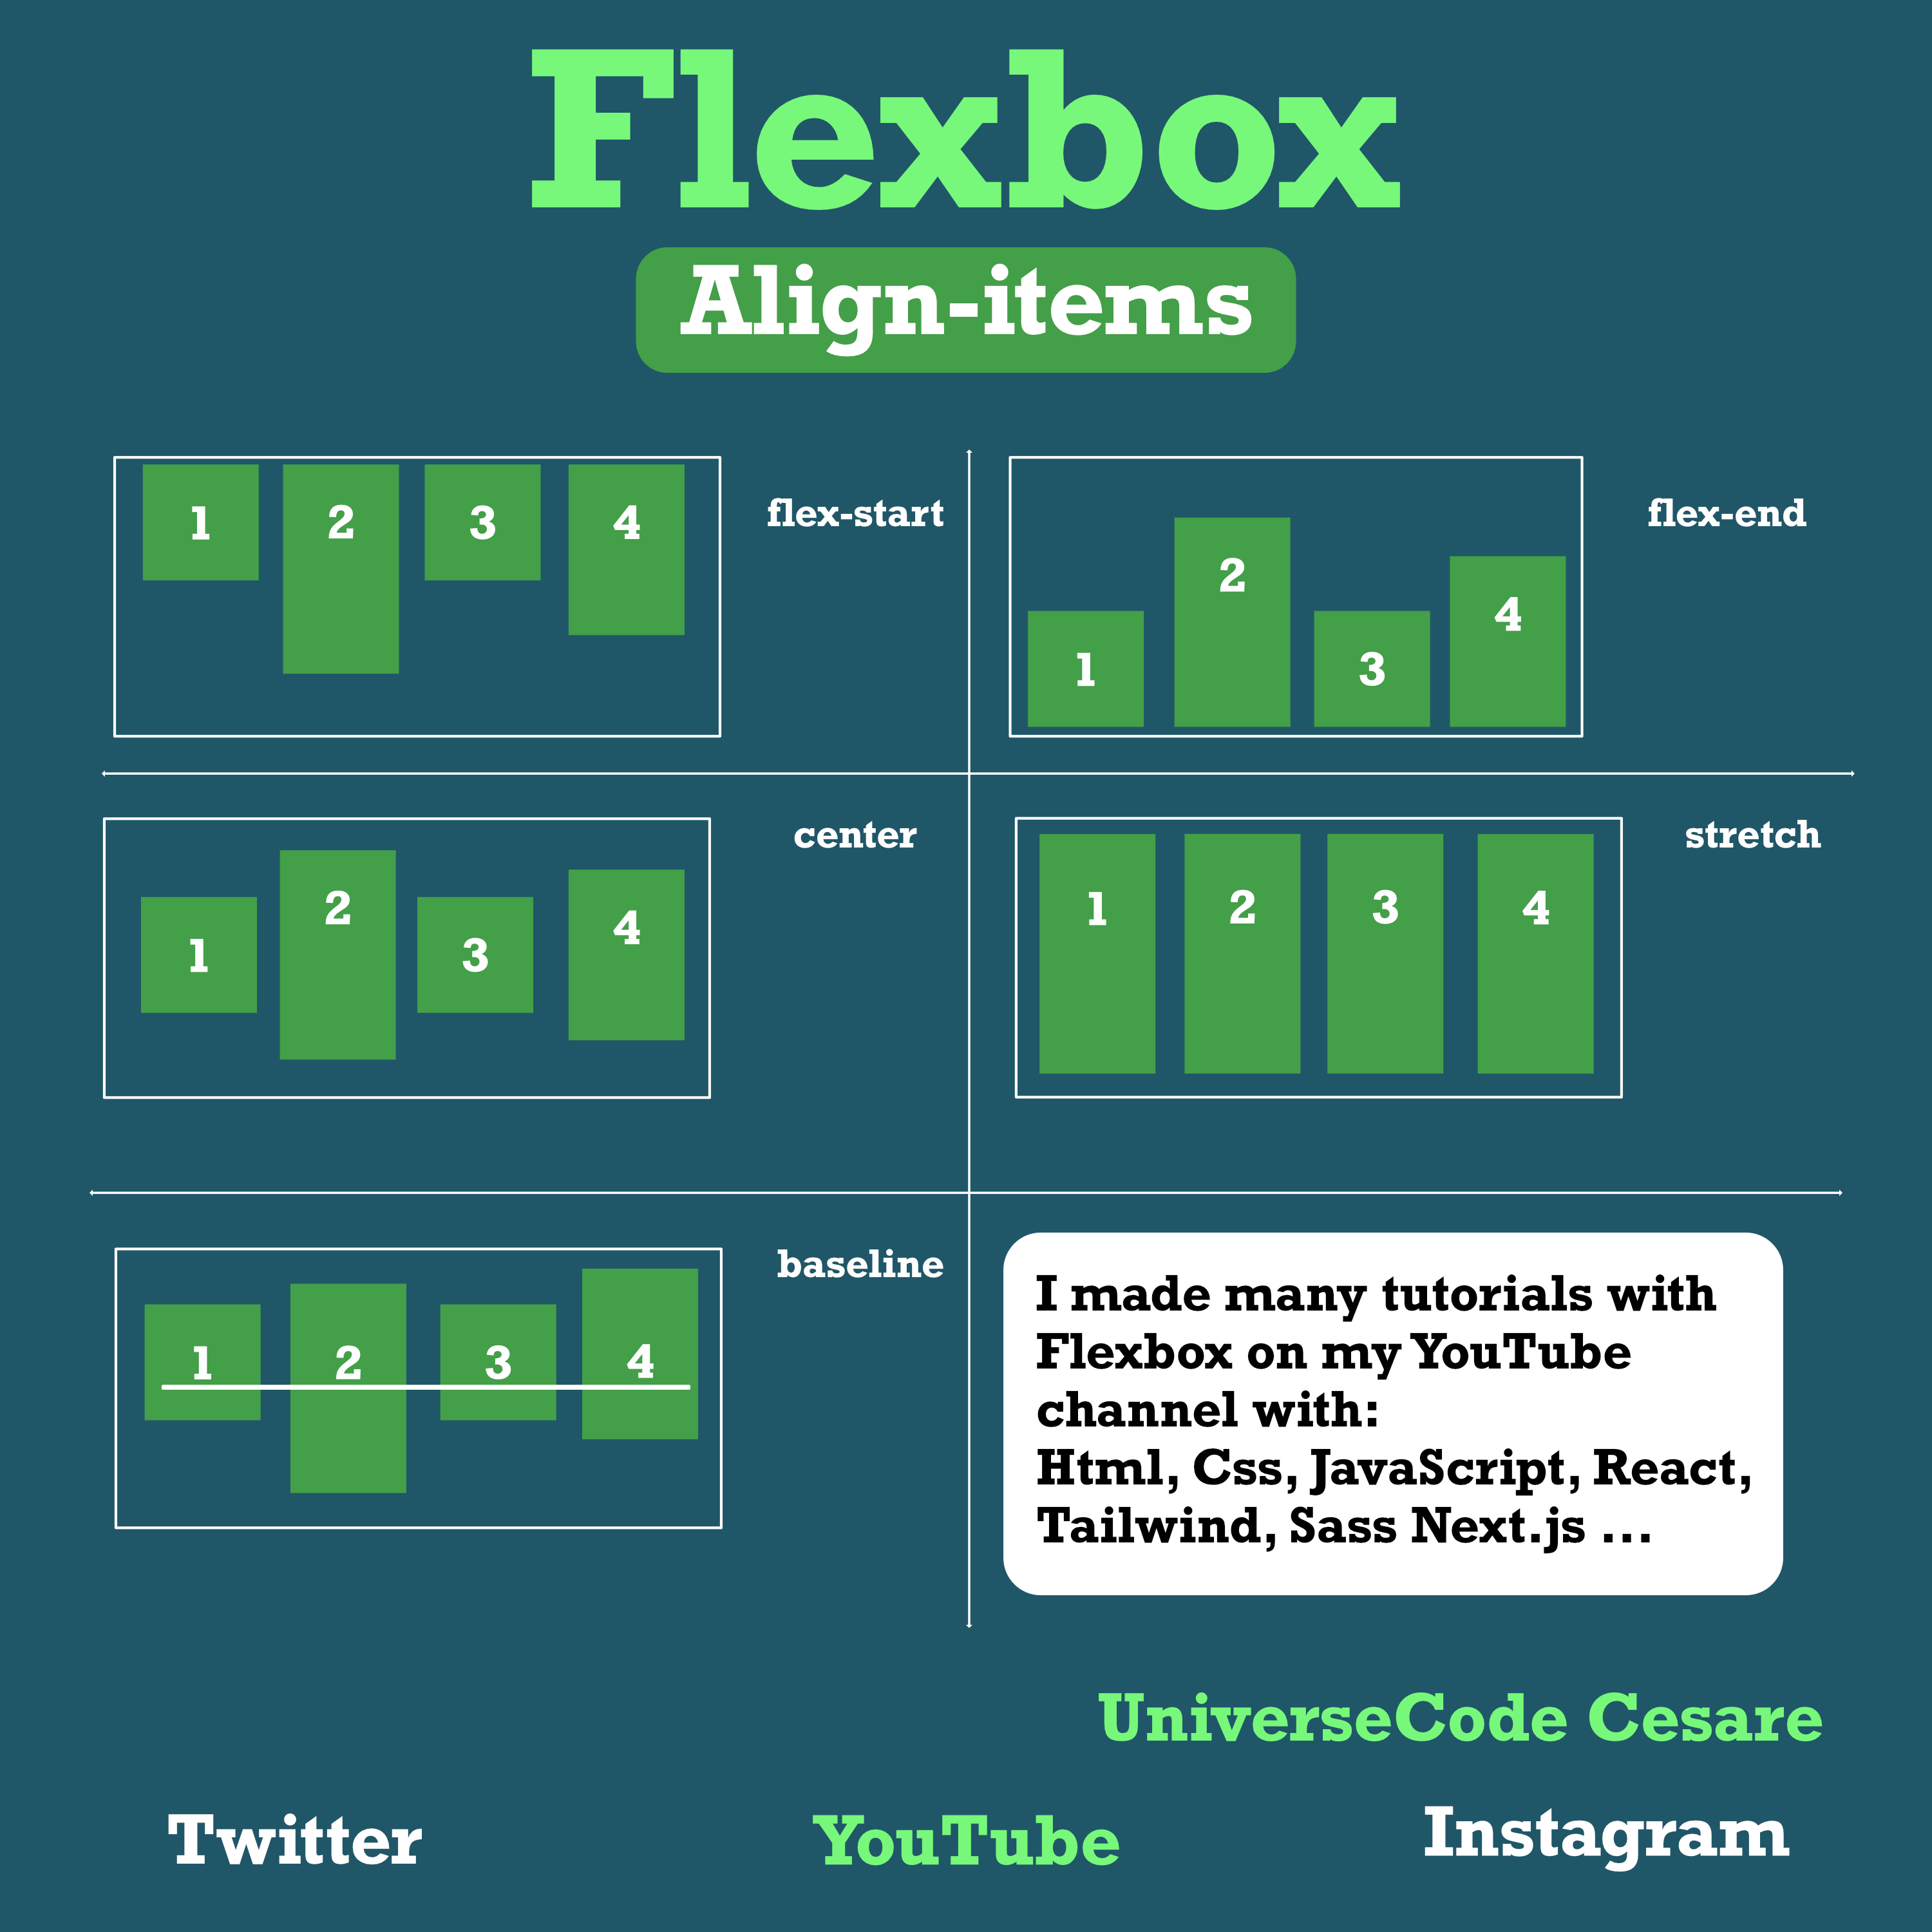 Flexbox
Align-items
1 2 3 4
flex-start
1 2 3 4
flex-end
1 2 3 4
center
1 2 3 4
stretch
1 2 3 4
baseline
I made many tutorials with
Flexbox on my YouTube
channel with:
Html, Css, JavaScript, React,
Tailwind, Sass Next.js ...
UniverseCode Cesare
Twitter
YouTube
Instagram